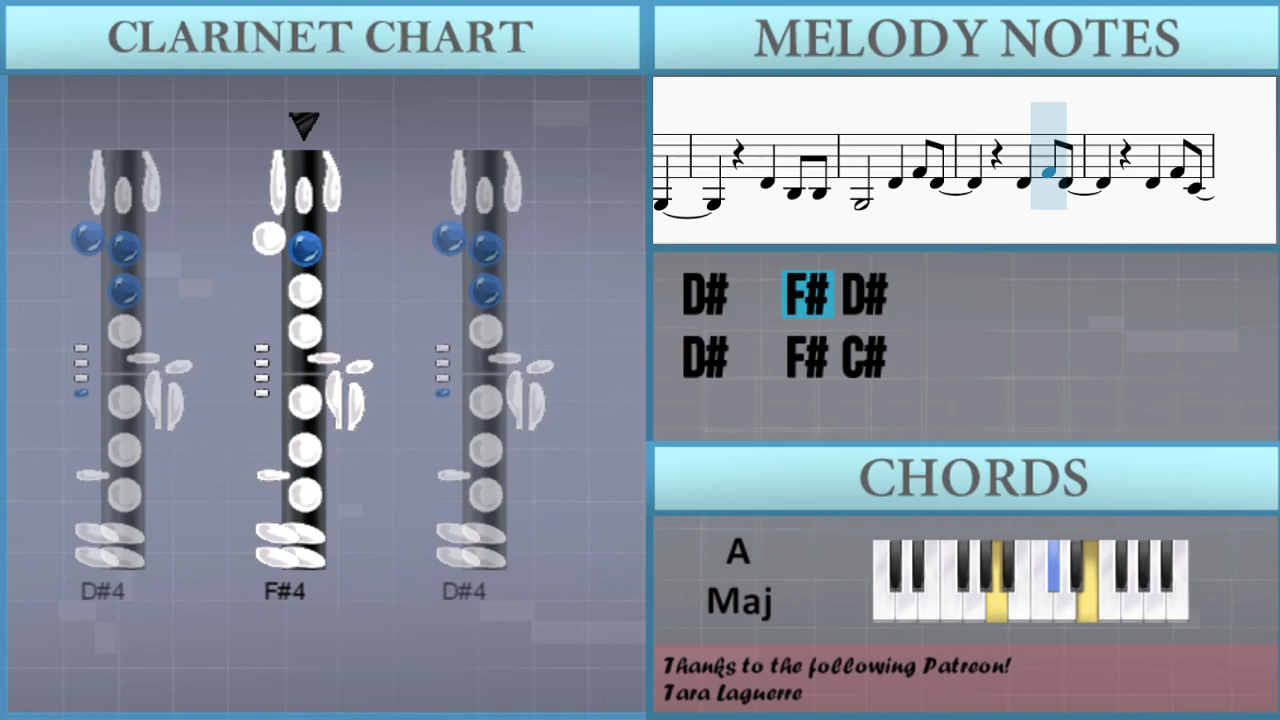 CLARINET CHART
D#4
F#4
D#4
MELODY NOTES
D# F# D#
D# F# C#
CHORDS
A
Maj
Thanks to the following Patreon!
Tara Laguerre